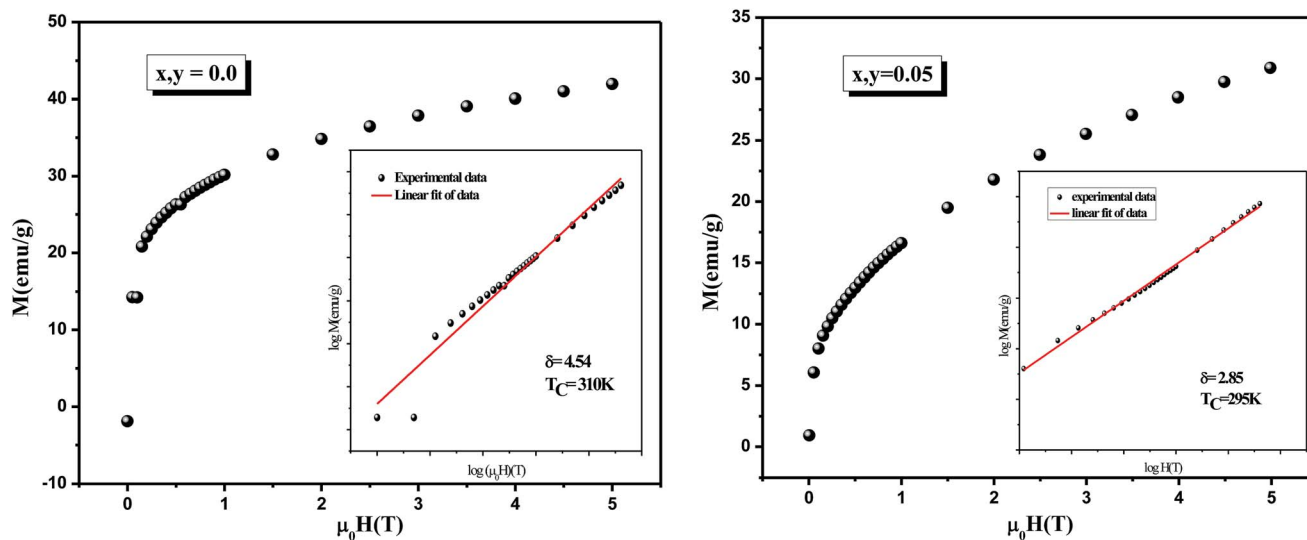 50
40
30
20
10
0
-10
M(emu/g)
x,y = 0.0
Experimental data
Linear fit of data
log M(emu/g)
δ=4.54
T_C=310K
log (μ₀H)(T)
0 1 2 3 4 5
μ₀H(T)
35
30
25
20
15
10
5
0
M(emu/g)
x,y=0.05
experimental data
linear fit of data
log M(emu/g)
δ=2.85
T_C=295K
log H(T)
0 1 2 3 4 5
μ₀H(T)